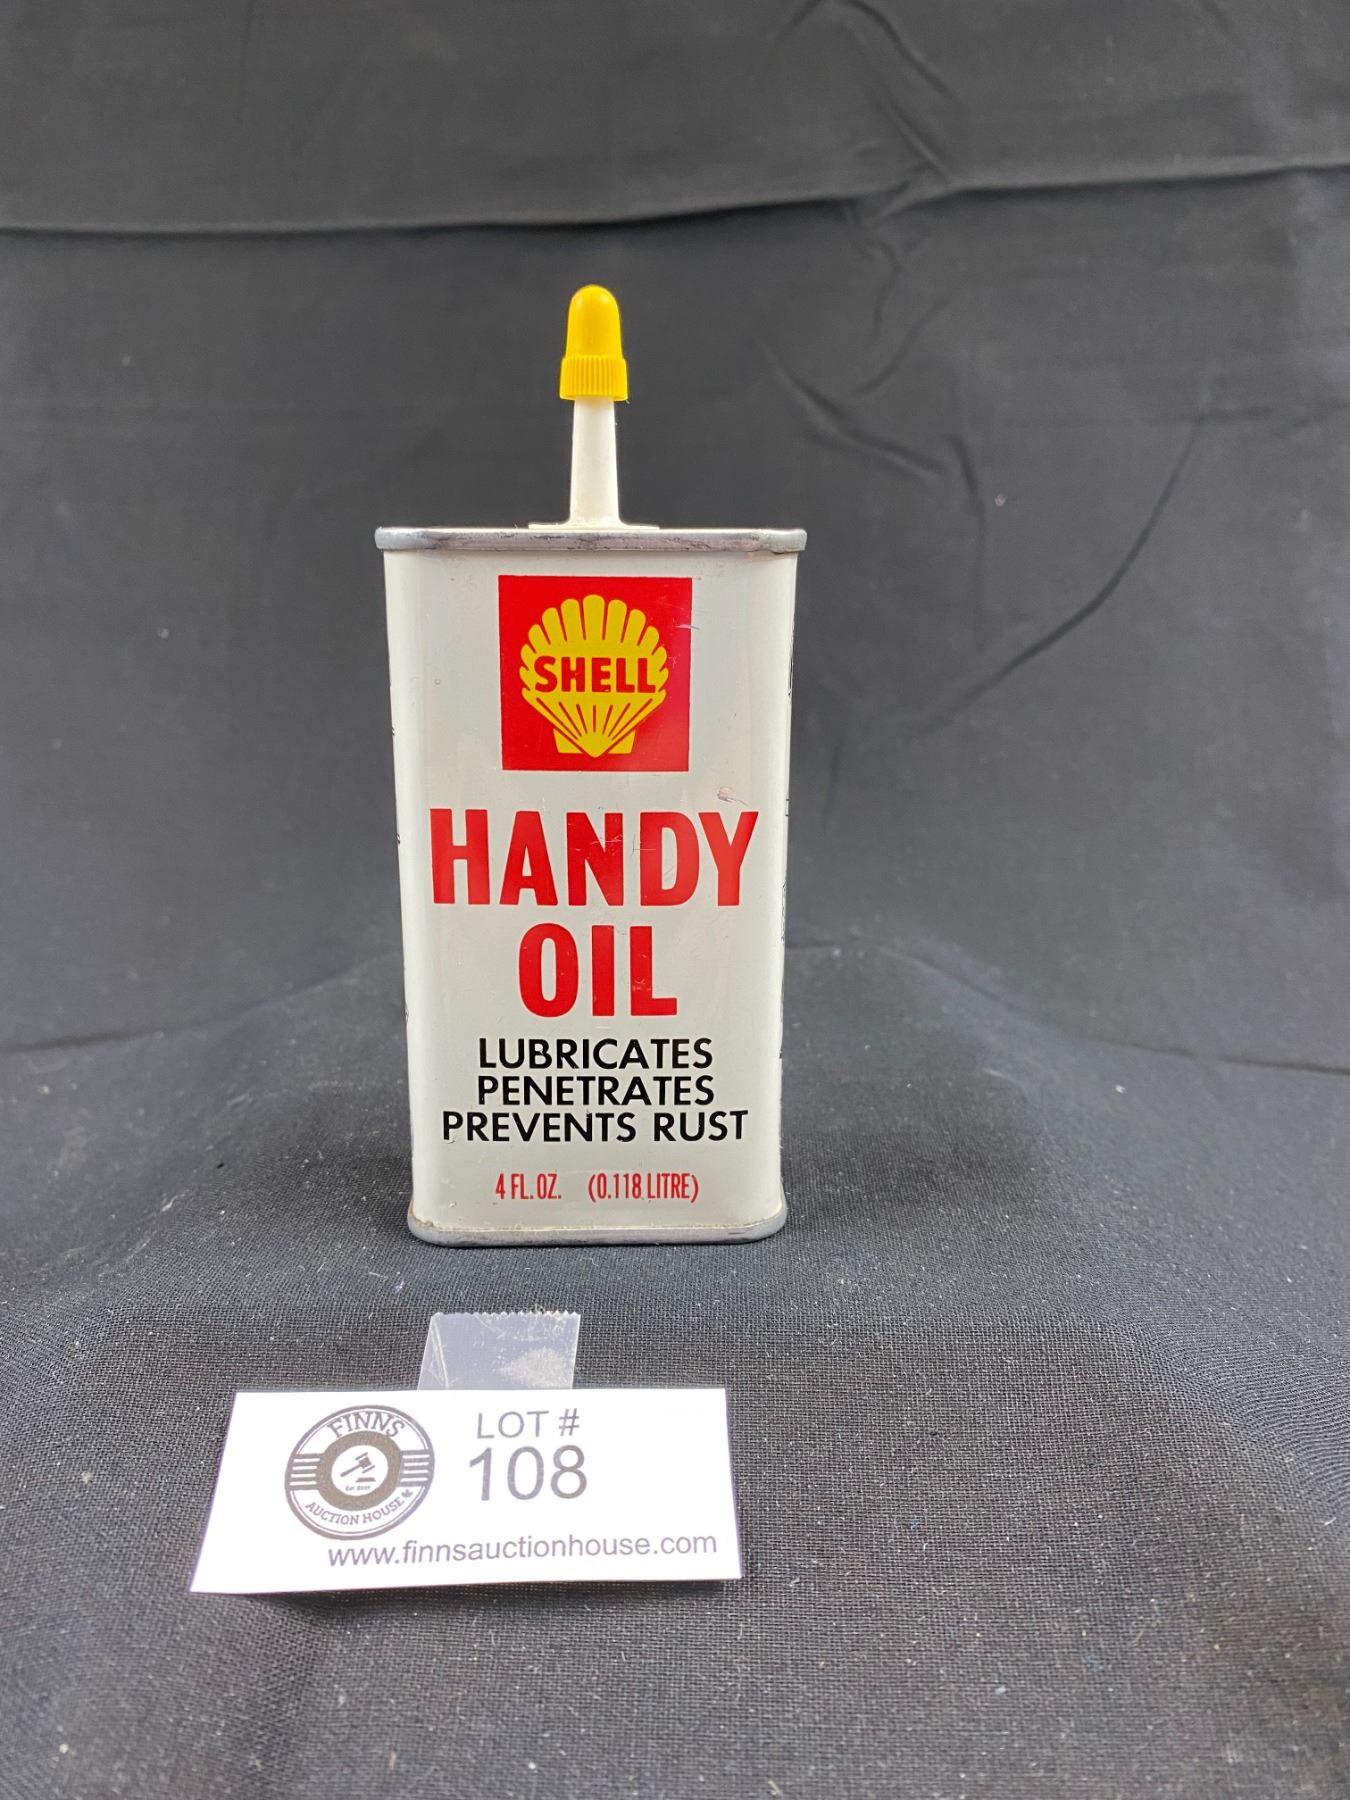 SHELL
HANDY
OIL
LUBRICATES
PENETRATES
PREVENTS RUST
4 FL. OZ. (0.118 LITRE)
FINNS
AUCTION HOUSE
LOT #
108
www.finnsauctionhouse.com